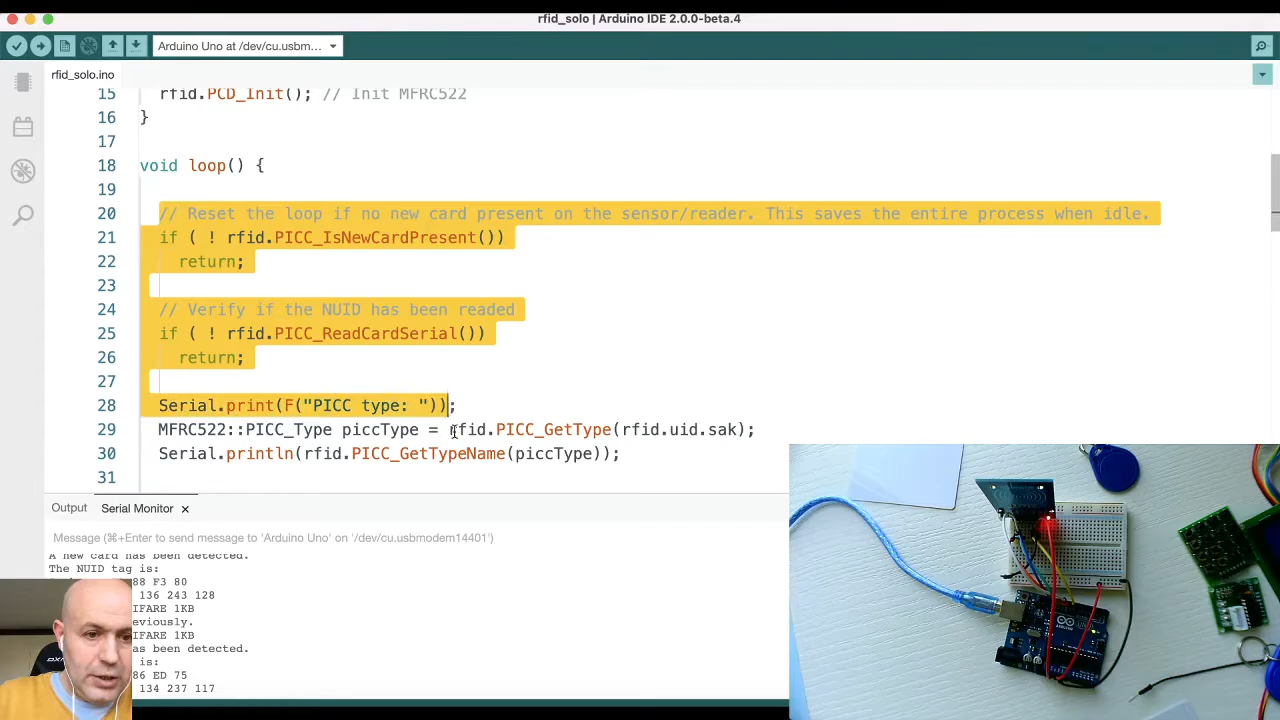 rfid_solo | Arduino IDE 2.0.0-beta.4
Arduino Uno at /dev/cu.usbm...
rfid_solo.ino
15 rfid.PCD_Init(); // Init MFRC522
16 }
17
18 void loop() {
19
20 // Reset the loop if no new card present on the sensor/reader. This saves the entire process when idle.
21 if ( ! rfid.PICC_IsNewCardPresent())
22 return;
23
24 // Verify if the NUID has been readed
25 if ( ! rfid.PICC_ReadCardSerial())
26 return;
27
28 Serial.print(F("PICC type: "));
29 MFRC522::PICC_Type piccType = rfid.PICC_GetType(rfid.uid.sak);
30 Serial.println(rfid.PICC_GetTypeName(piccType));
31
Output Serial Monitor
Message (⌘+Enter to send message to 'Arduino Uno' on '/dev/cu.usbmodem14401')
A new card has been detected.
The NUID tag is:
88 F3 80
136 243 128
IFARE 1KB
eviously.
IFARE 1KB
as been detected.
is:
86 ED 75
134 237 117